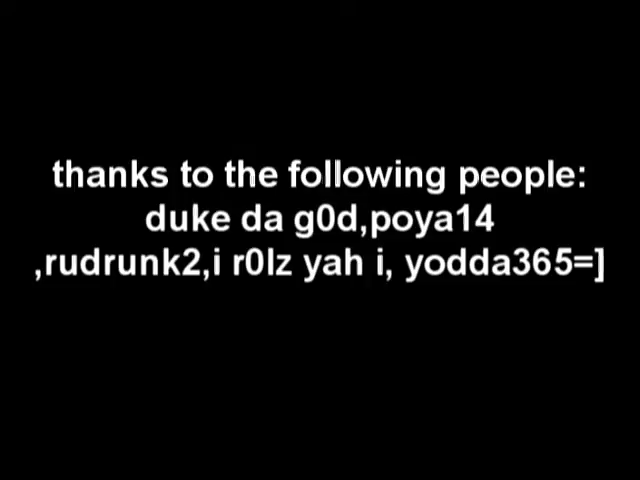 thanks to the following people:
duke da g0d,poya14
,rudrunk2,i r0lz yah i, yodda365=]